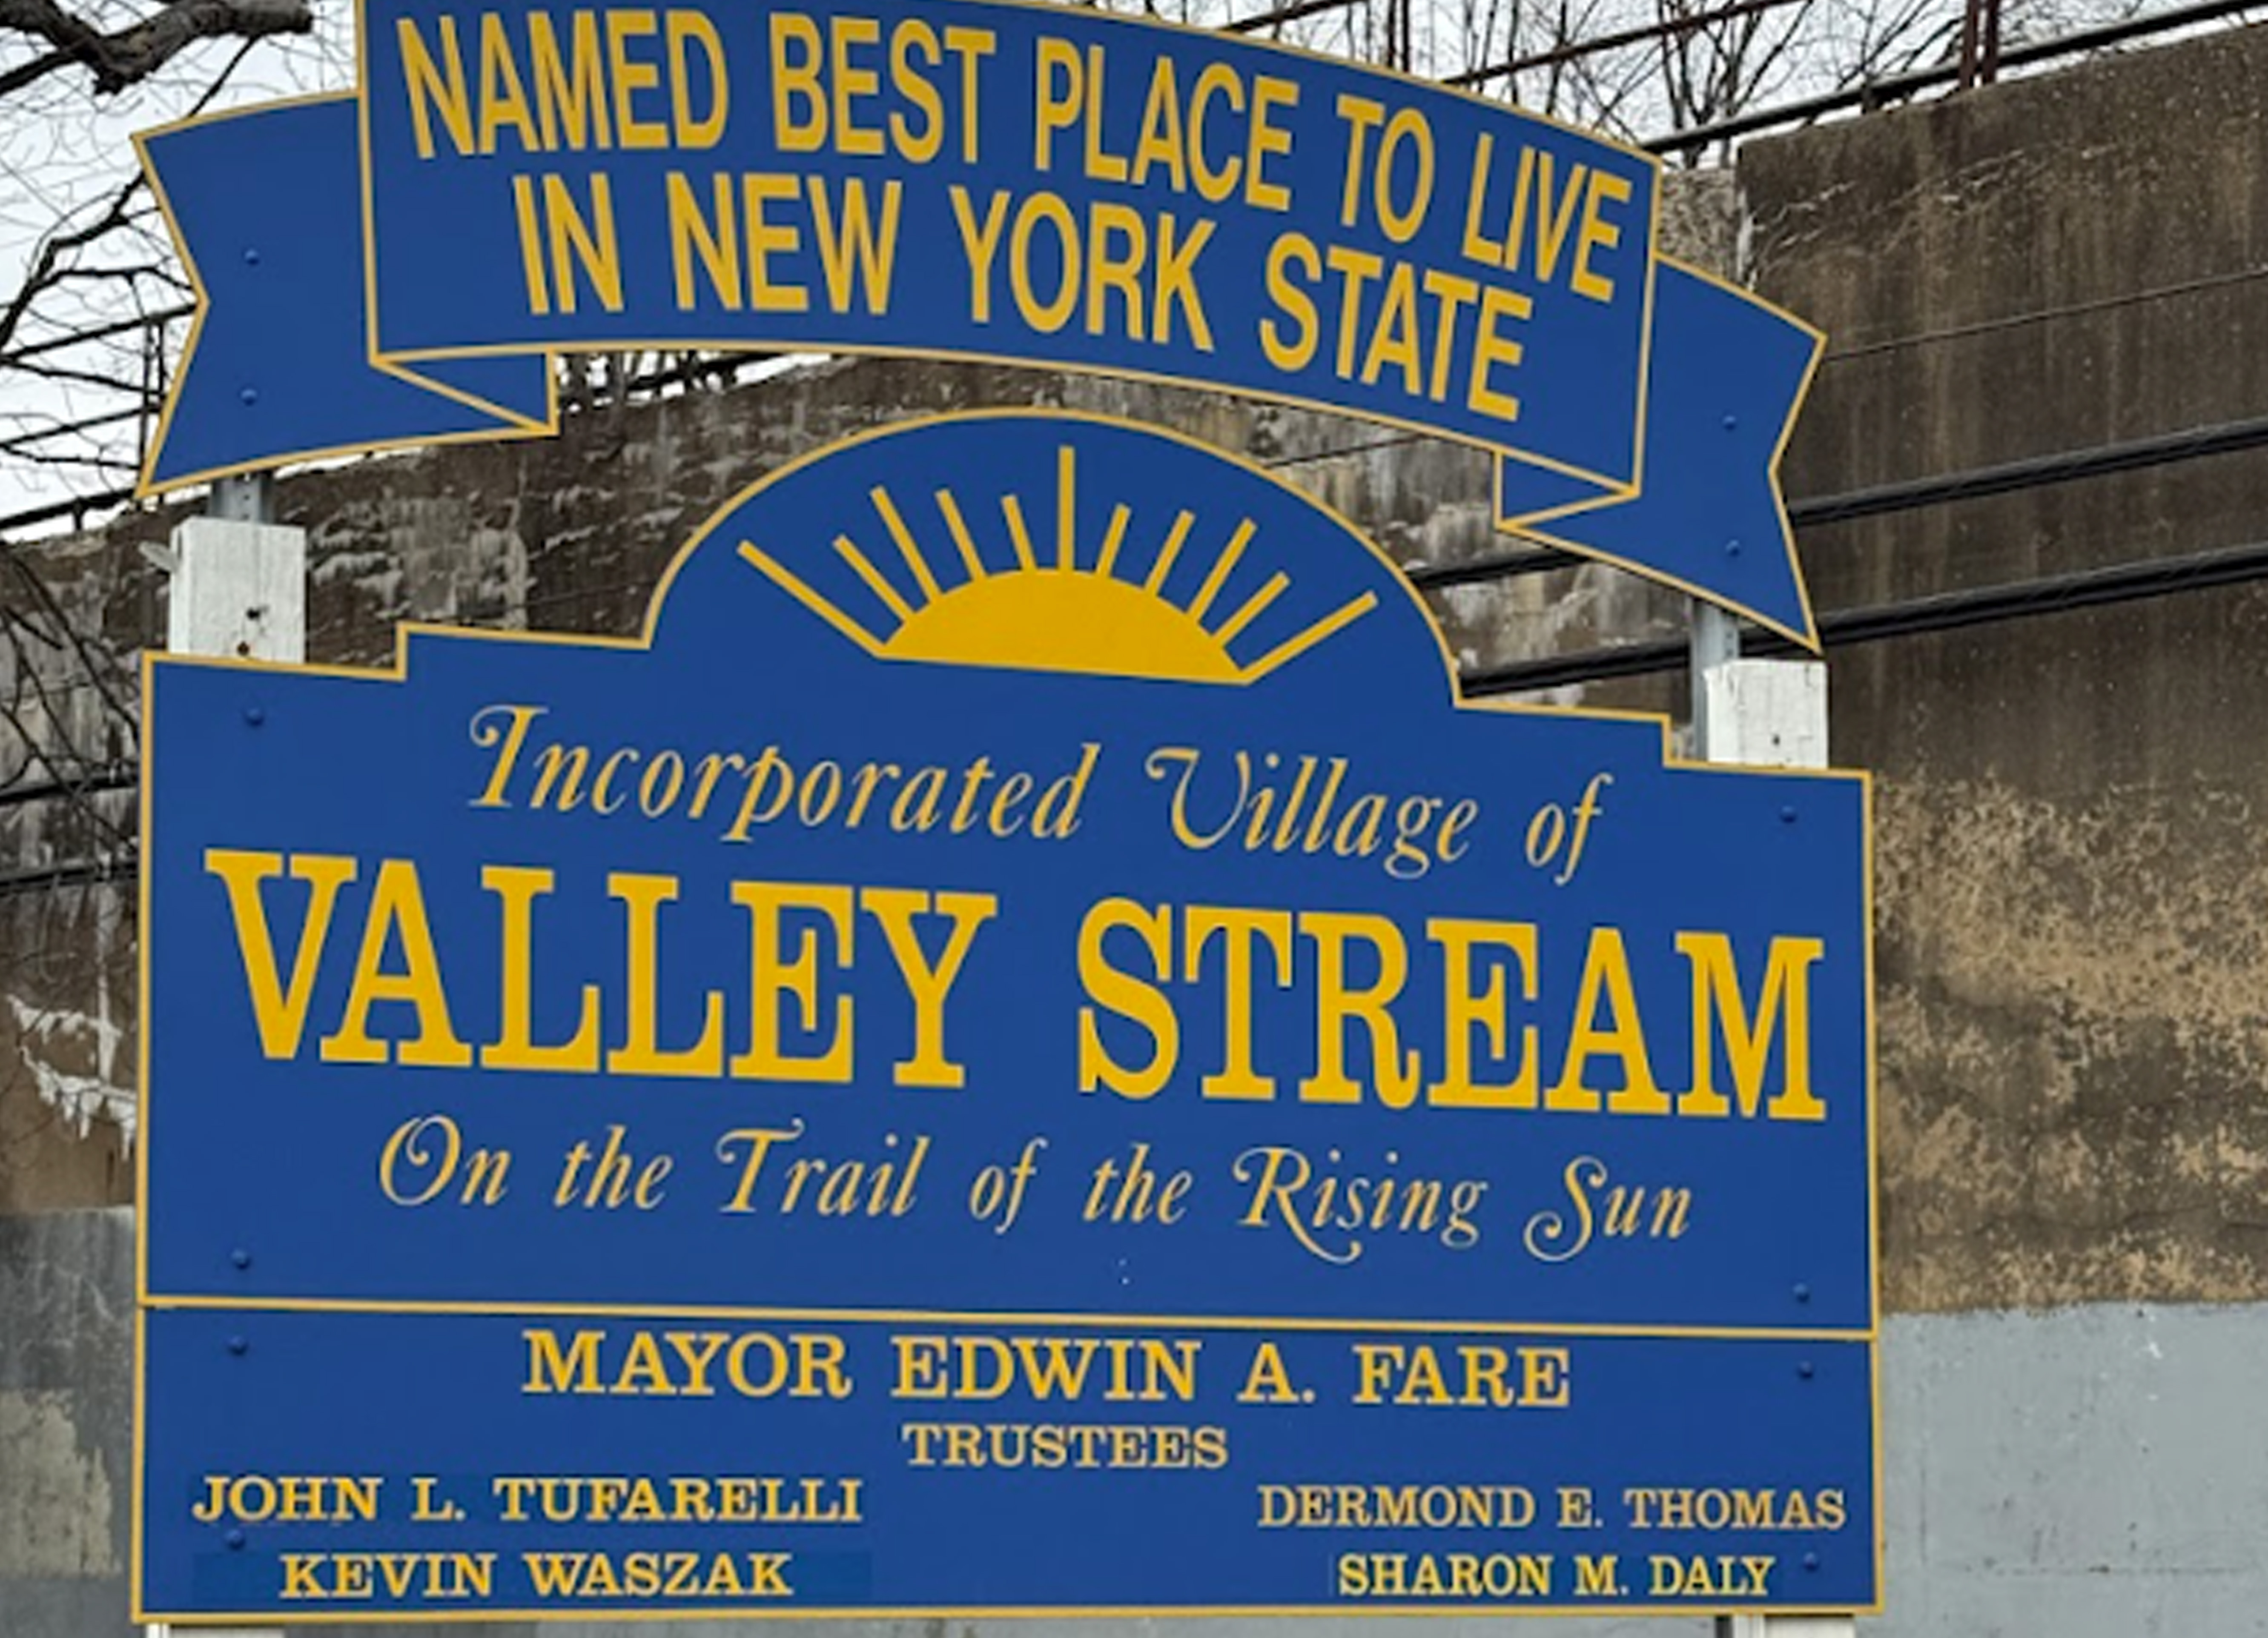 NAMED BEST PLACE TO LIVE
IN NEW YORK STATE
Incorporated Village of
VALLEY STREAM
On the Trail of the Rising Sun
MAYOR EDWIN A. FARE
TRUSTEES
JOHN L. TUFARELLI
DERMOND E. THOMAS
KEVIN WASZAK
SHARON M. DALY